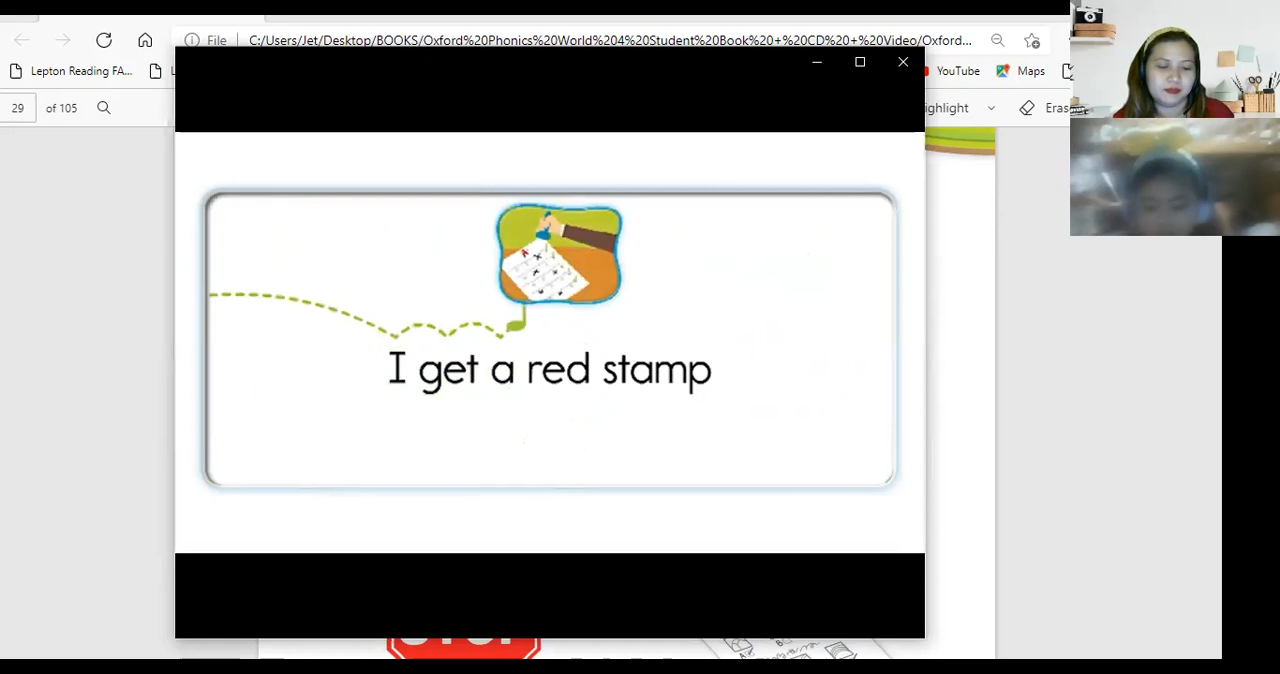 File
C:/Users/Jet/Desktop/BOOKS/Oxford%20Phonics%20World%204%20Student%20Book%20+%20CD%20+%20Video/Oxford...
Lepton Reading FA...
YouTube
Maps
29 of 105
ighlight
I get a red stamp